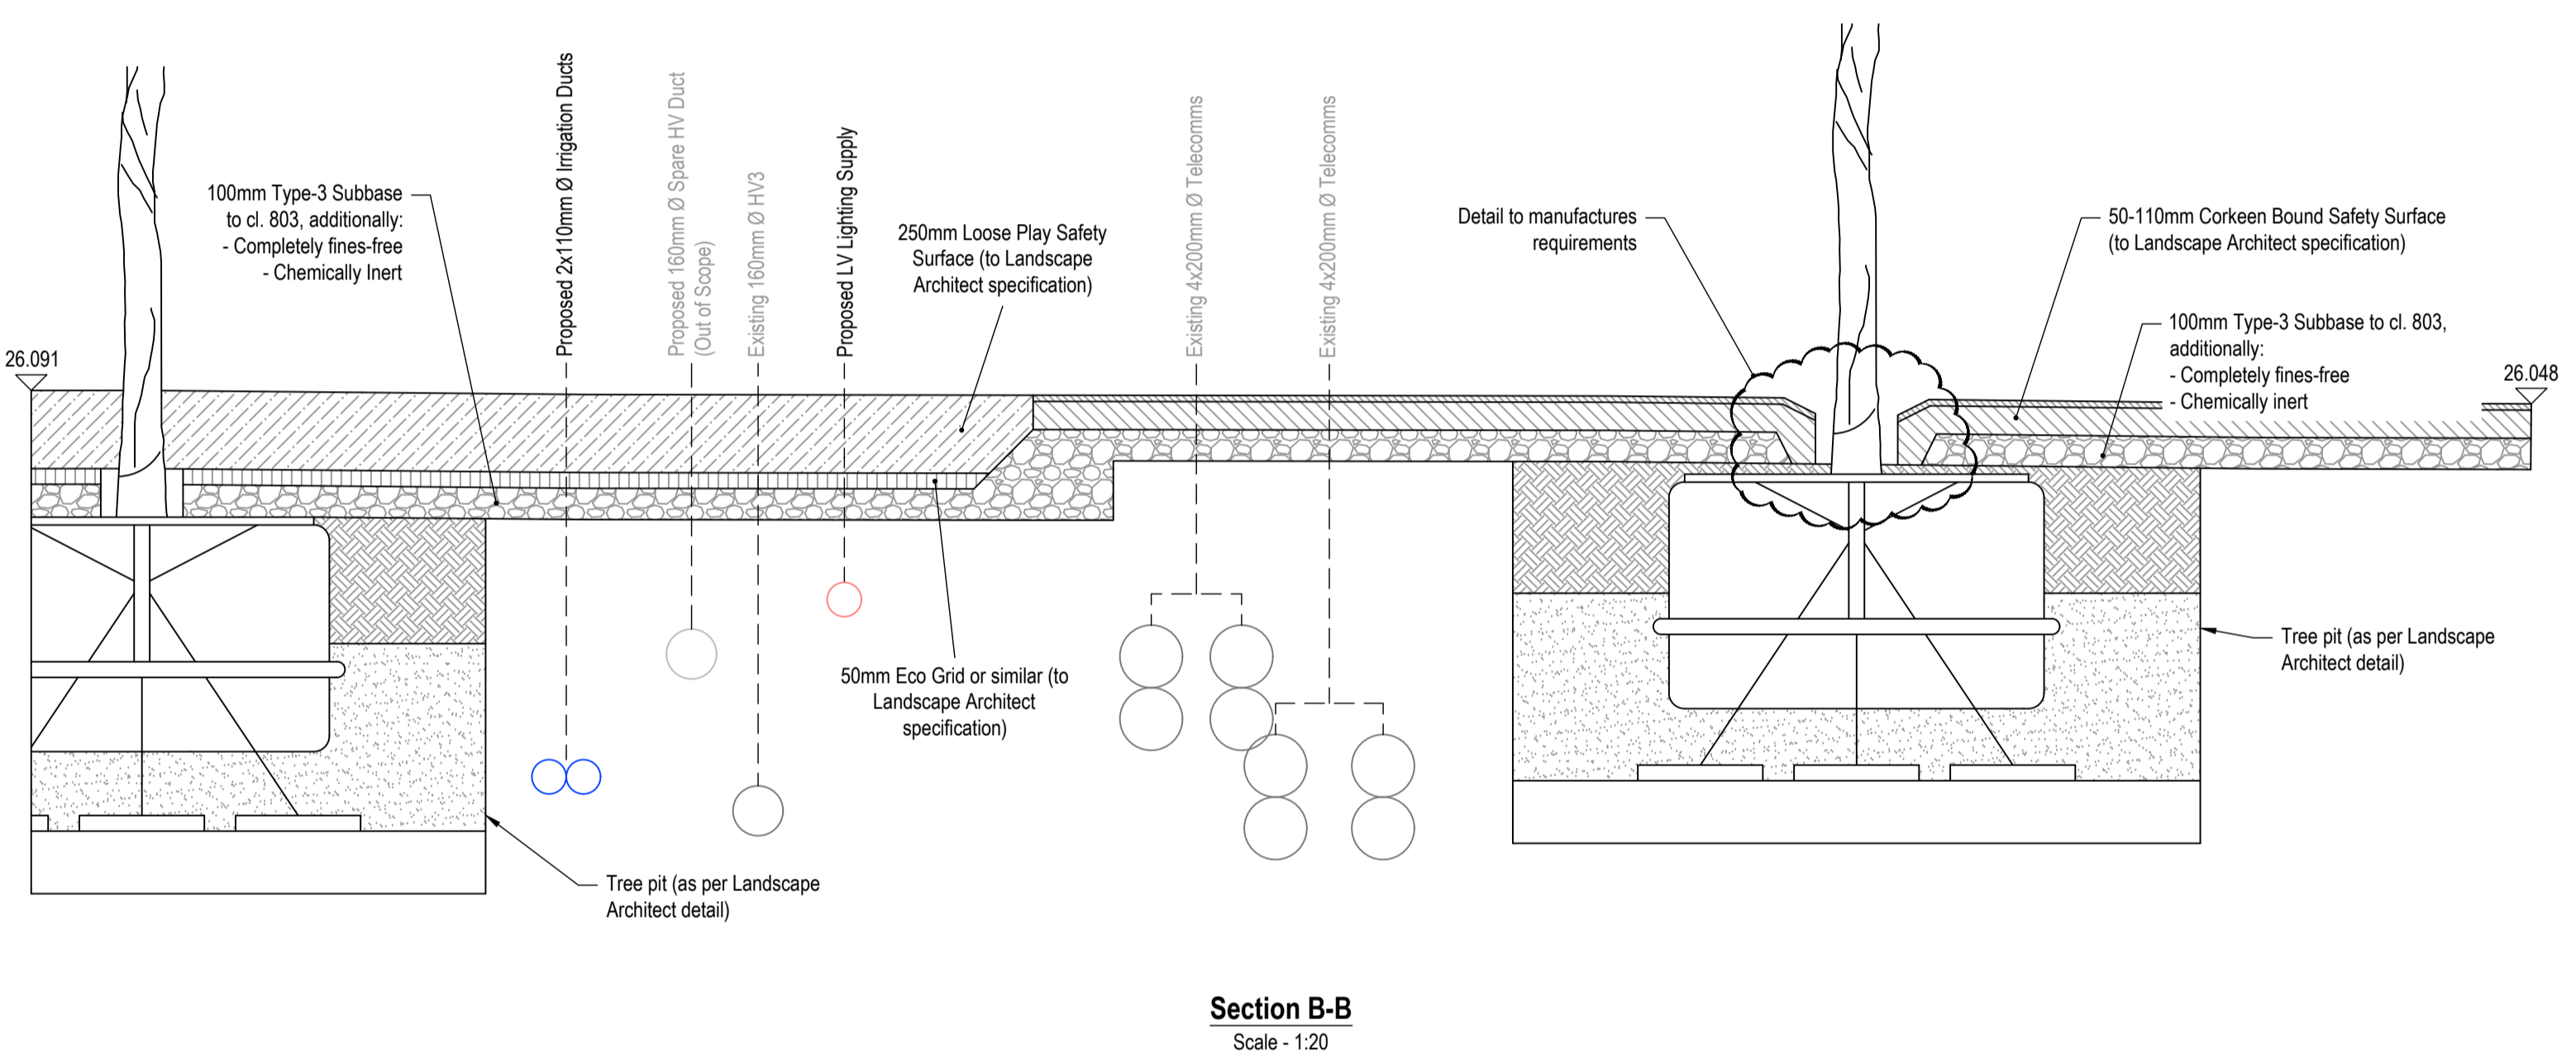 Proposed 2x110mm Ø Irrigation Ducts
Proposed 160mm Ø Spare HV Duct
(Out of Scope)
Existing 160mm Ø HV3
Proposed LV Lighting Supply
Existing 4x200mm Ø Telecomms
Existing 4x200mm Ø Telecomms
100mm Type-3 Subbase
to cl. 803, additionally:
- Completely fines-free
- Chemically Inert
250mm Loose Play Safety
Surface (to Landscape
Architect specification)
Detail to manufactures
requirements
50-110mm Corkeen Bound Safety Surface
(to Landscape Architect specification)
100mm Type-3 Subbase to cl. 803,
additionally:
- Completely fines-free
- Chemically inert
26.091
26.048
50mm Eco Grid or similar (to
Landscape Architect
specification)
Tree pit (as per Landscape
Architect detail)
Tree pit (as per Landscape
Architect detail)
Section B-B
Scale - 1:20